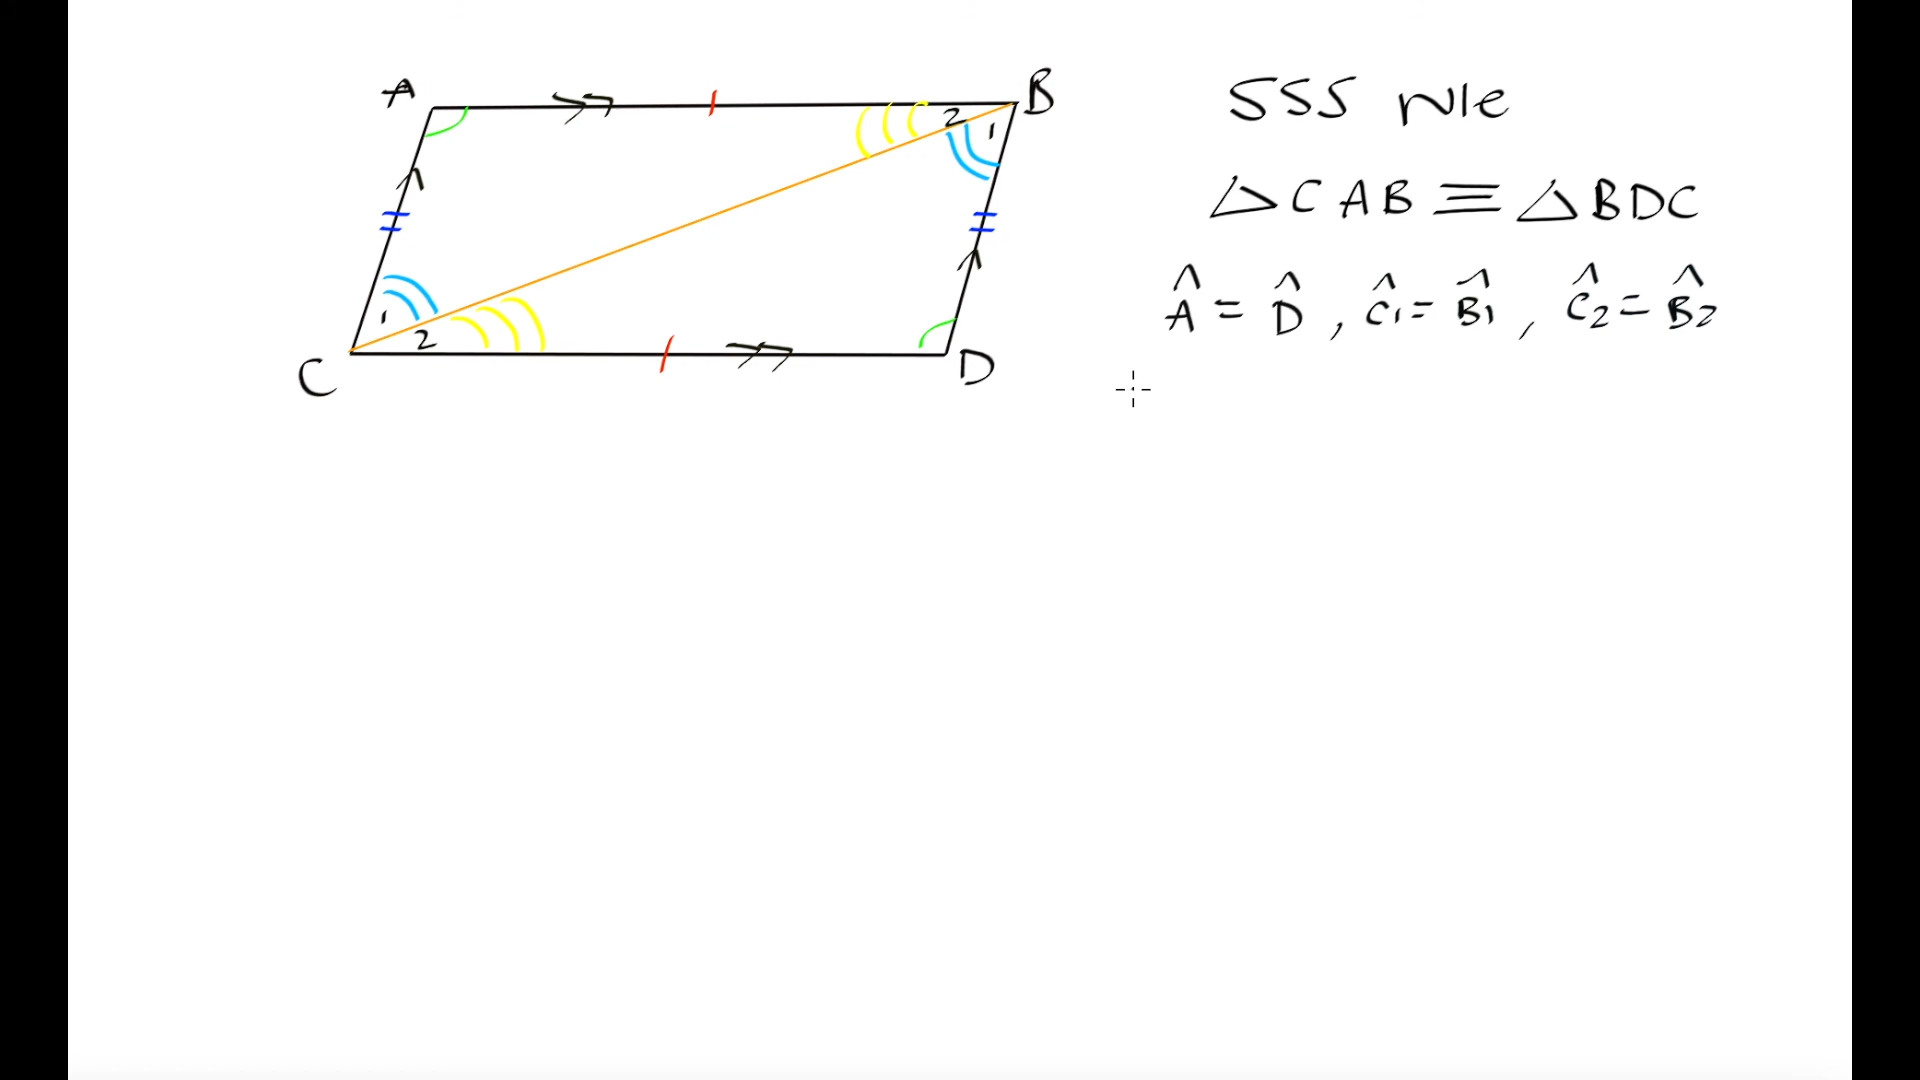 A
B
2
1
1
2
C
D
SSS rule
△CAB ≡ △BDC
Â = D̂, Ĉ1 = B̂1, Ĉ2 = B̂2